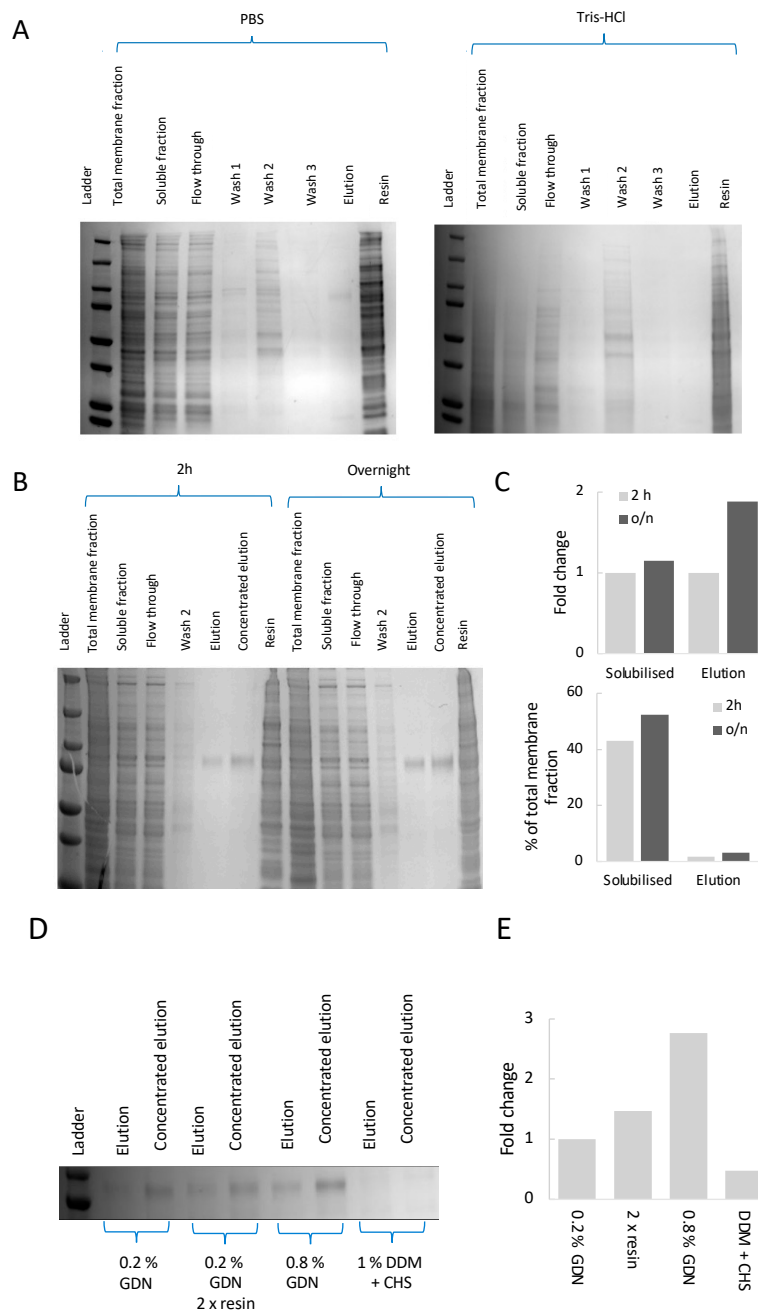 A
PBS
Tris-HCl
Ladder
Total membrane fraction
Soluble fraction
Flow through
Wash 1
Wash 2
Wash 3
Elution
Resin
Ladder
Total membrane fraction
Soluble fraction
Flow through
Wash 1
Wash 2
Wash 3
Elution
Resin
B
2h
Overnight
Ladder
Total membrane fraction
Soluble fraction
Flow through
Wash 2
Elution
Concentrated elution
Resin
Total membrane fraction
Soluble fraction
Flow through
Wash 2
Elution
Concentrated elution
Resin
C
Fold change
2
1
0
2 h
o/n
Solubilised
Elution
% of total membrane
fraction
60
40
20
0
2h
o/n
Solubilised
Elution
D
Ladder
Elution
Concentrated elution
Elution
Concentrated elution
Elution
Concentrated elution
Elution
Concentrated elution
0.2 %
GDN
0.2 %
GDN
2 x resin
0.8 %
GDN
1 % DDM
+ CHS
E
Fold change
3
2
1
0
0.2 % GDN
2 x resin
0.8 % GDN
DDM + CHS